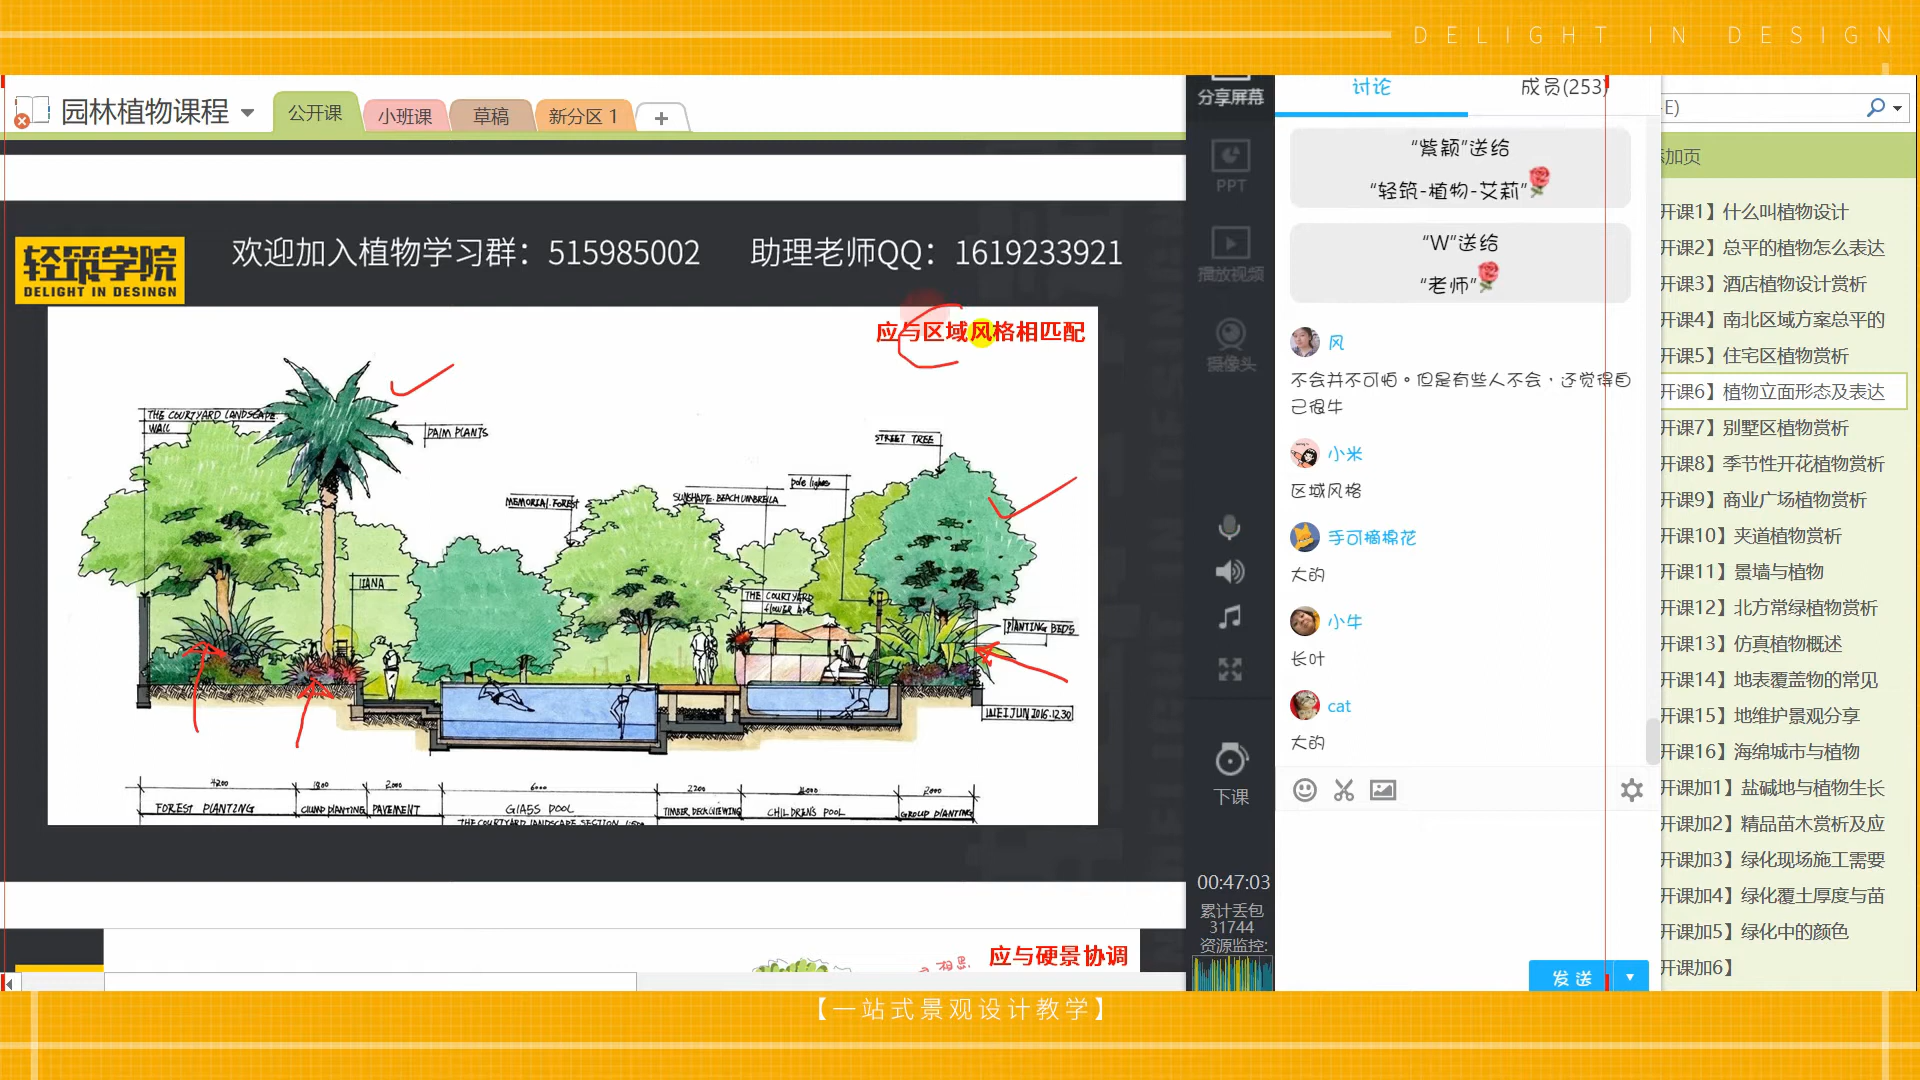 DELIGHT IN DESIGN
园林植物课程
公开课
小班课
草稿
新分区 1
轻筑学院
DELIGHT IN DESINGN
欢迎加入植物学习群：515985002
助理老师QQ：1619233921
应与区域风格相匹配
THE COURTYARD LANDSCAPE
WALL
PAIM PLANTS
STREET TREE
MEMORIAL FOREST
SUNSHADE BEACH UMBRELLA
pole lights
LIANA
THE COURTYARD
PLANTING BEDS
WEIJUN 2016.12.30
4200
1800
2000
6000
2200
2000
FOREST PLANTING
PAVEMENT
GLASS POOL
CHILDREN'S POOL
GROUP PLANTING
应与硬景协调
分享屏幕
PPT
播放视频
摄像头
下课
00:47:03
累计丢包
31744
资源监控:
讨论
成员(253)
“紫颖”送给
“轻筑-植物-艾莉”
“W”送给
“老师”
风
不会并不可怕。但是有些人不会，还觉得自
己很牛
小米
区域风格
手可摘棉花
大的
小牛
长叶
cat
大的
发送
E)
加页
开课1】什么叫植物设计
开课2】总平的植物怎么表达
开课3】酒店植物设计赏析
开课4】南北区域方案总平的
开课5】住宅区植物赏析
开课6】植物立面形态及表达
开课7】别墅区植物赏析
开课8】季节性开花植物赏析
开课9】商业广场植物赏析
开课10】夹道植物赏析
开课11】景墙与植物
开课12】北方常绿植物赏析
开课13】仿真植物概述
开课14】地表覆盖物的常见
开课15】地维护景观分享
开课16】海绵城市与植物
开课加1】盐碱地与植物生长
开课加2】精品苗木赏析及应
开课加3】绿化现场施工需要
开课加4】绿化覆土厚度与苗
开课加5】绿化中的颜色
开课加6】
【一站式景观设计教学】